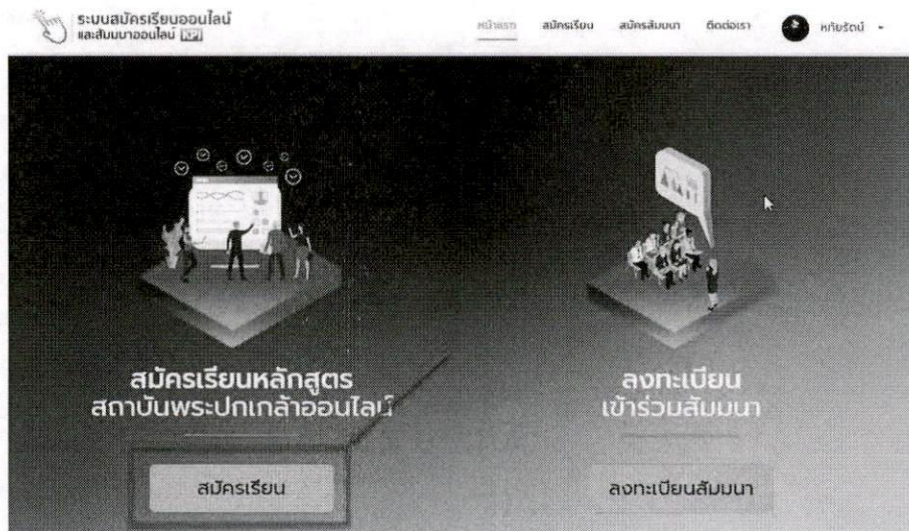 ระบบสมัครเรียนออนไลน์
และสัมมนาออนไลน์ KPI
หน้าแรก สมัครเรียน สมัครสัมมนา ติดต่อเรา หทัยรัตน์
สมัครเรียนหลักสูตร
สถาบันพระปกเกล้าออนไลน์
สมัครเรียน
ลงทะเบียน
เข้าร่วมสัมมนา
ลงทะเบียนสัมมนา